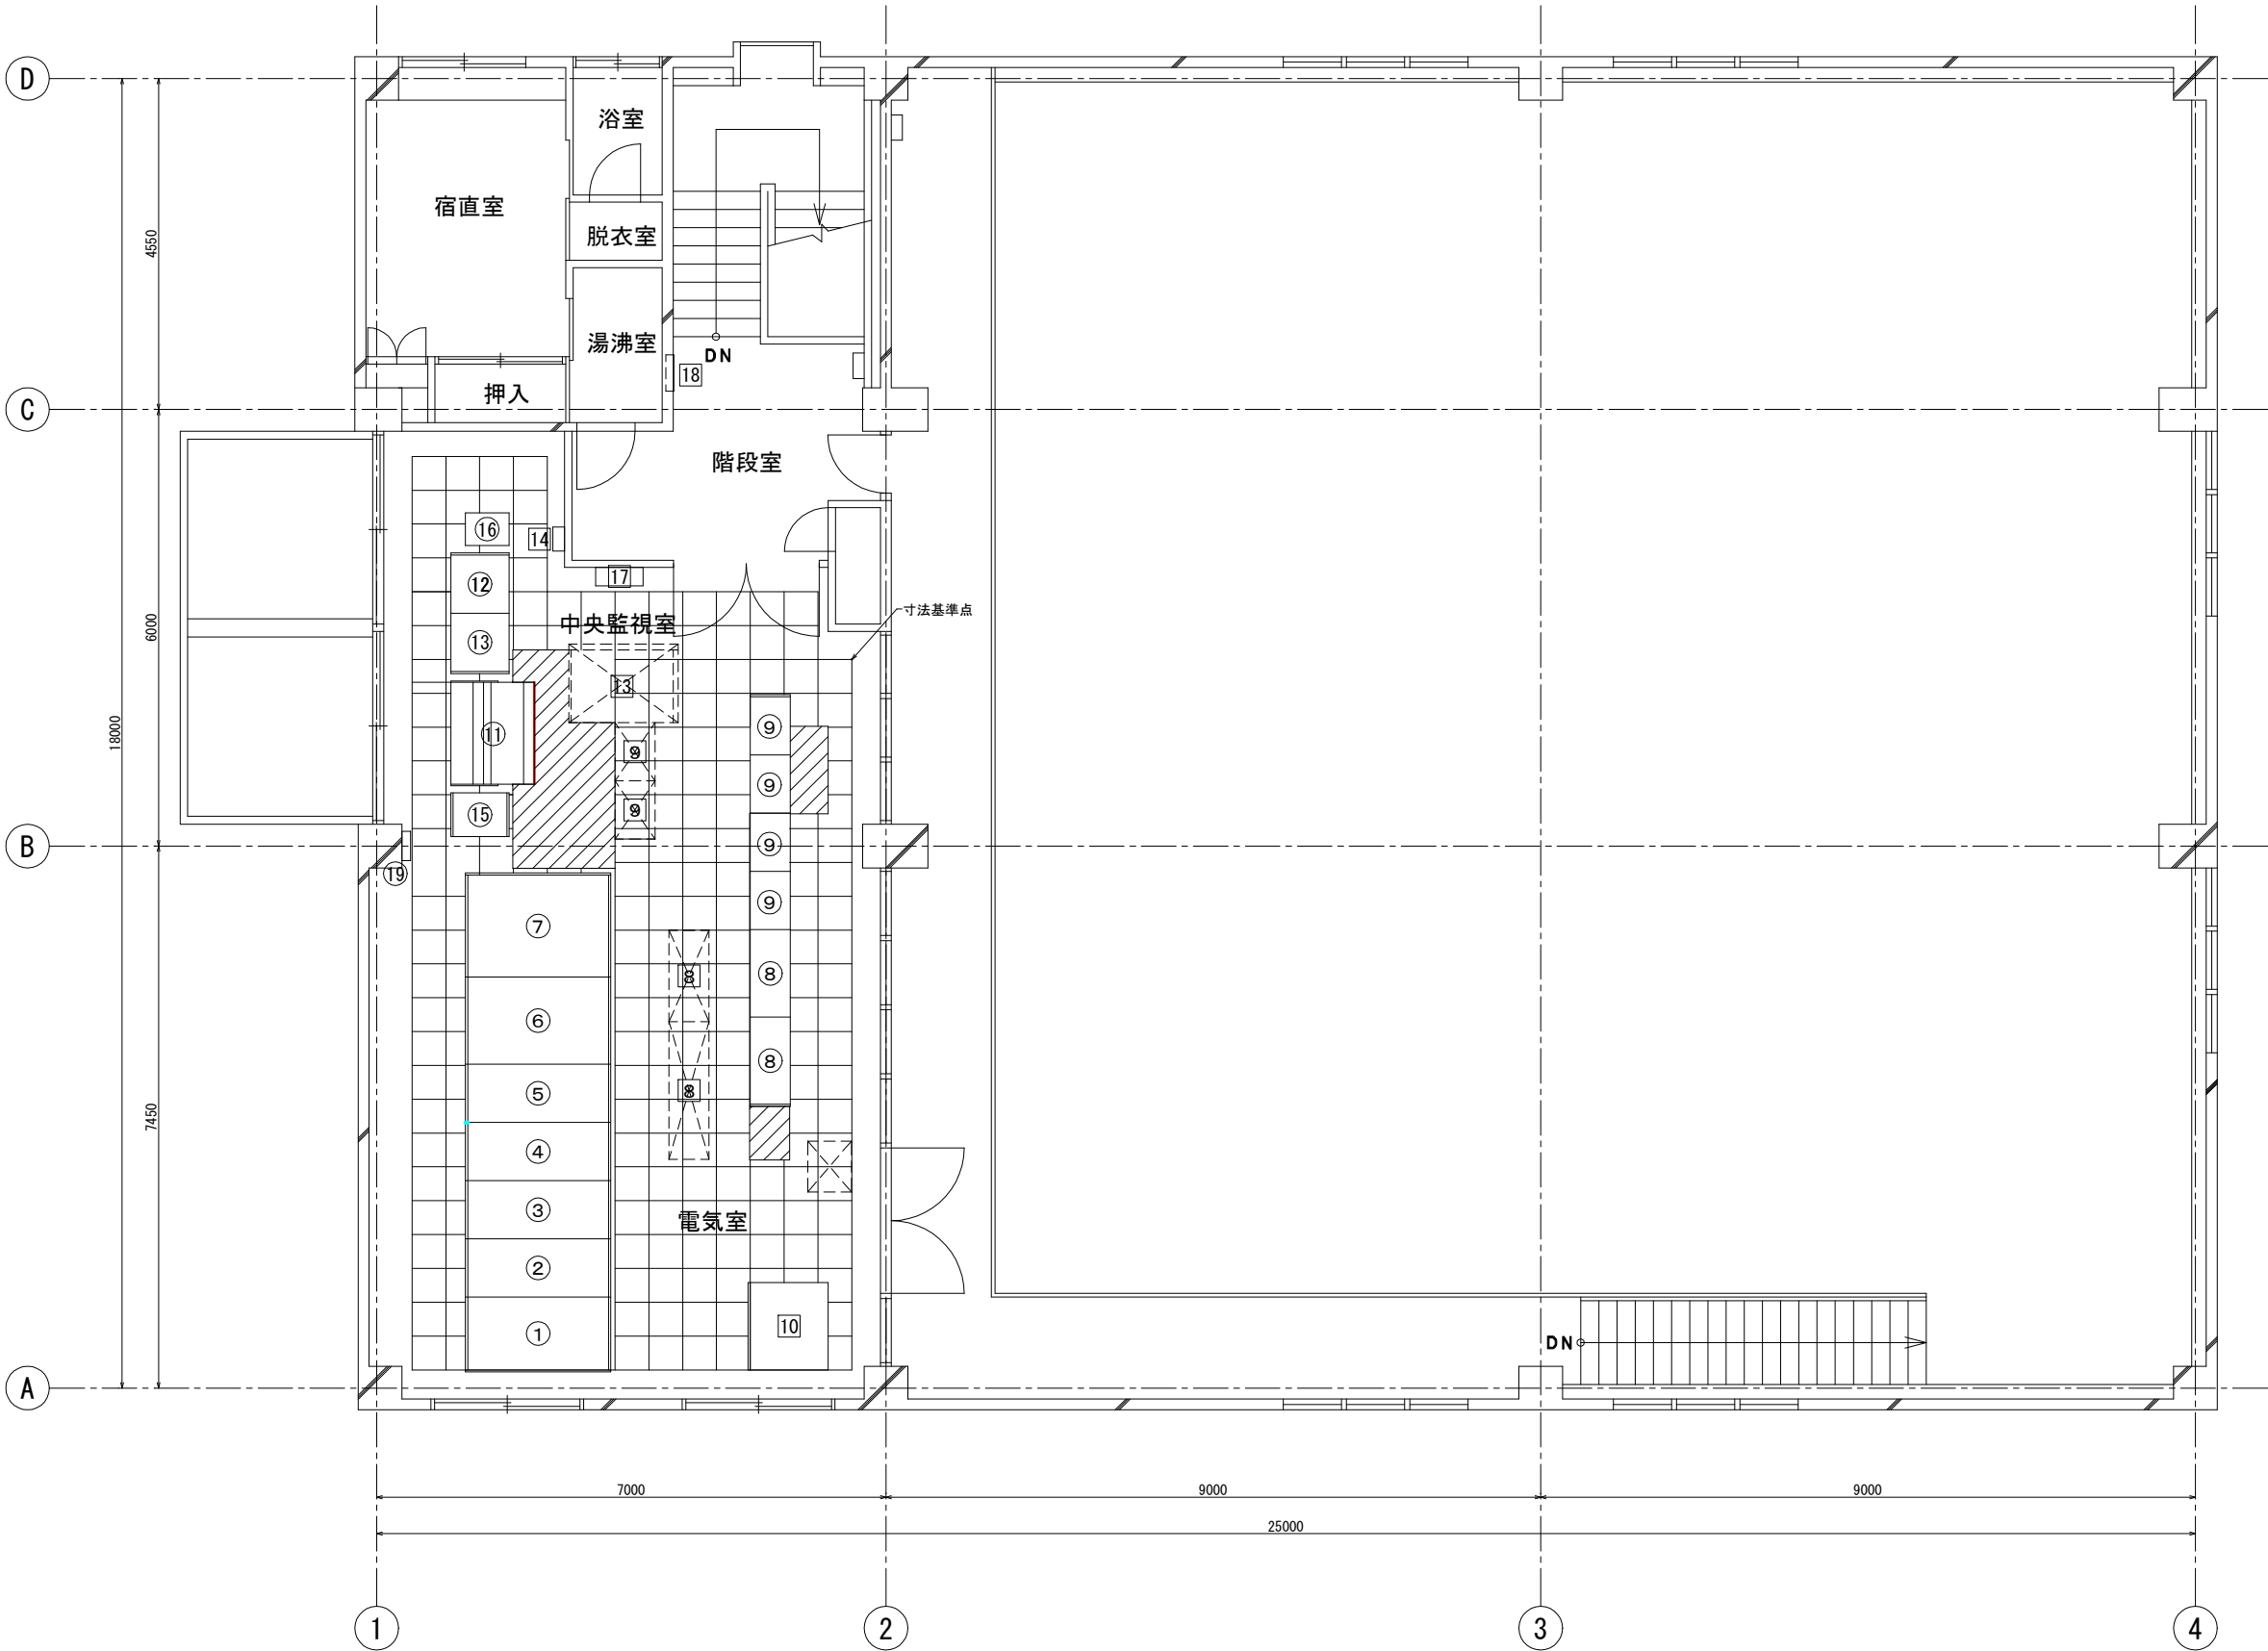 D
浴室
宿直室
脱衣室
4550
湯沸室
DN
18
押入
C
階段室
⑯
14
17
⑫
寸法基準点
中央監視室
6000
⑬
13
18000
⑪
⑨
9
⑨
9
⑮
B
⑨
⑲
⑨
⑦
⑧
8
⑥
⑧
8
⑤
7450
④
③
電気室
②
10
①
DN
A
7000
9000
9000
25000
1
2
3
4